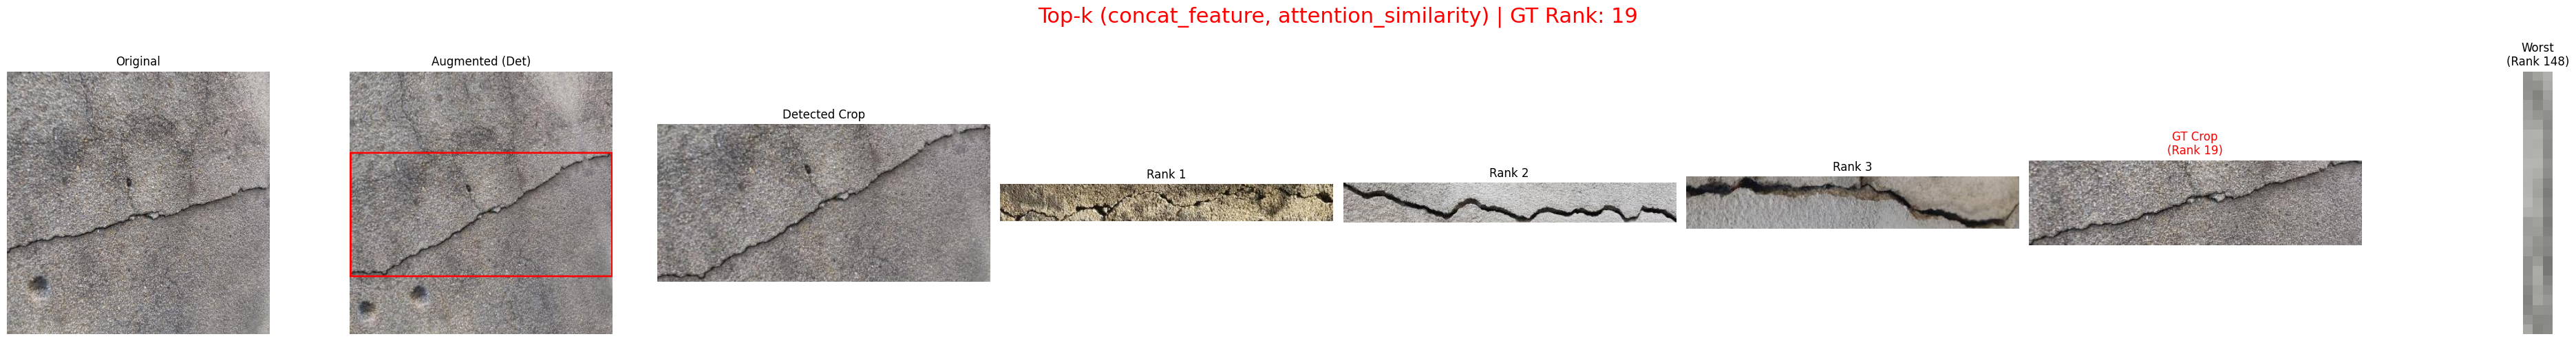 Top-k (concat_feature, attention_similarity) | GT Rank: 19
Original
Augmented (Det)
Detected Crop
Rank 1
Rank 2
Rank 3
GT Crop
(Rank 19)
Worst
(Rank 148)